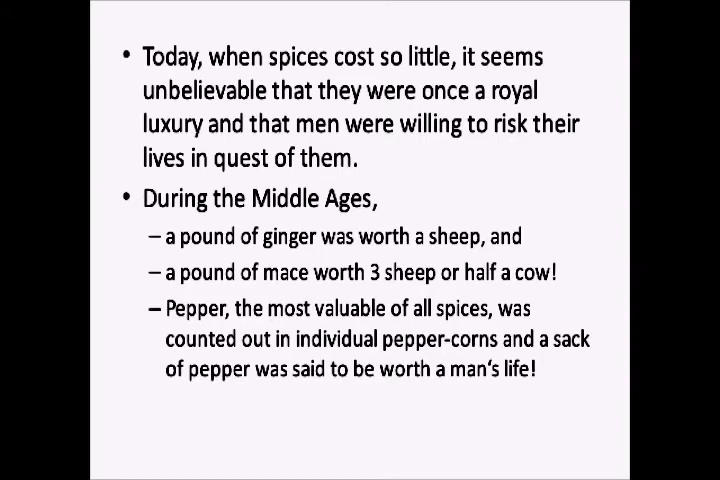 • Today, when spices cost so little, it seems
unbelievable that they were once a royal
luxury and that men were willing to risk their
lives in quest of them.
• During the Middle Ages,
– a pound of ginger was worth a sheep, and
– a pound of mace worth 3 sheep or half a cow!
– Pepper, the most valuable of all spices, was
counted out in individual pepper-corns and a sack
of pepper was said to be worth a man‘s life!